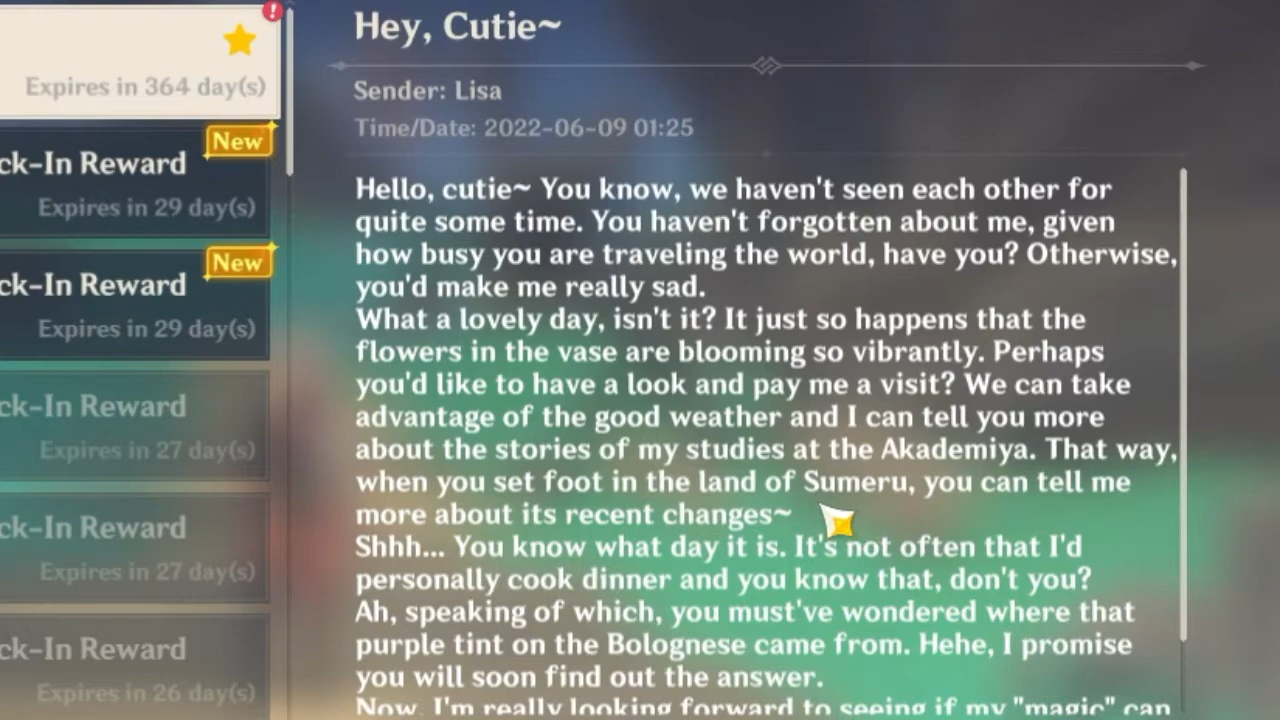 Expires in 364 day(s)
New
ck-In Reward
Expires in 29 day(s)
New
ck-In Reward
Expires in 29 day(s)
ck-In Reward
Expires in 27 day(s)
ck-In Reward
Expires in 27 day(s)
ck-In Reward
Expires in 26 day(s)
Hey, Cutie~
Sender: Lisa
Time/Date: 2022-06-09 01:25
Hello, cutie~ You know, we haven't seen each other for
quite some time. You haven't forgotten about me, given
how busy you are traveling the world, have you? Otherwise,
you'd make me really sad.
What a lovely day, isn't it? It just so happens that the
flowers in the vase are blooming so vibrantly. Perhaps
you'd like to have a look and pay me a visit? We can take
advantage of the good weather and I can tell you more
about the stories of my studies at the Akademiya. That way,
when you set foot in the land of Sumeru, you can tell me
more about its recent changes~
Shhh... You know what day it is. It's not often that I'd
personally cook dinner and you know that, don't you?
Ah, speaking of which, you must've wondered where that
purple tint on the Bolognese came from. Hehe, I promise
you will soon find out the answer.
Now, I'm really looking forward to seeing if my "magic" can